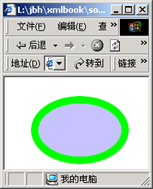 L:\jbh\xmlbook\so
文件(F) 编辑(E) 查 »
后退 »
地址(D) 转到 链接 »
我的电脑